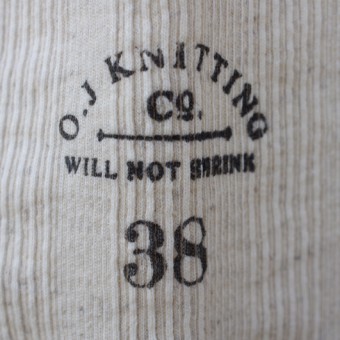 O.J KNITTING
Co.
WILL NOT SHRINK
38